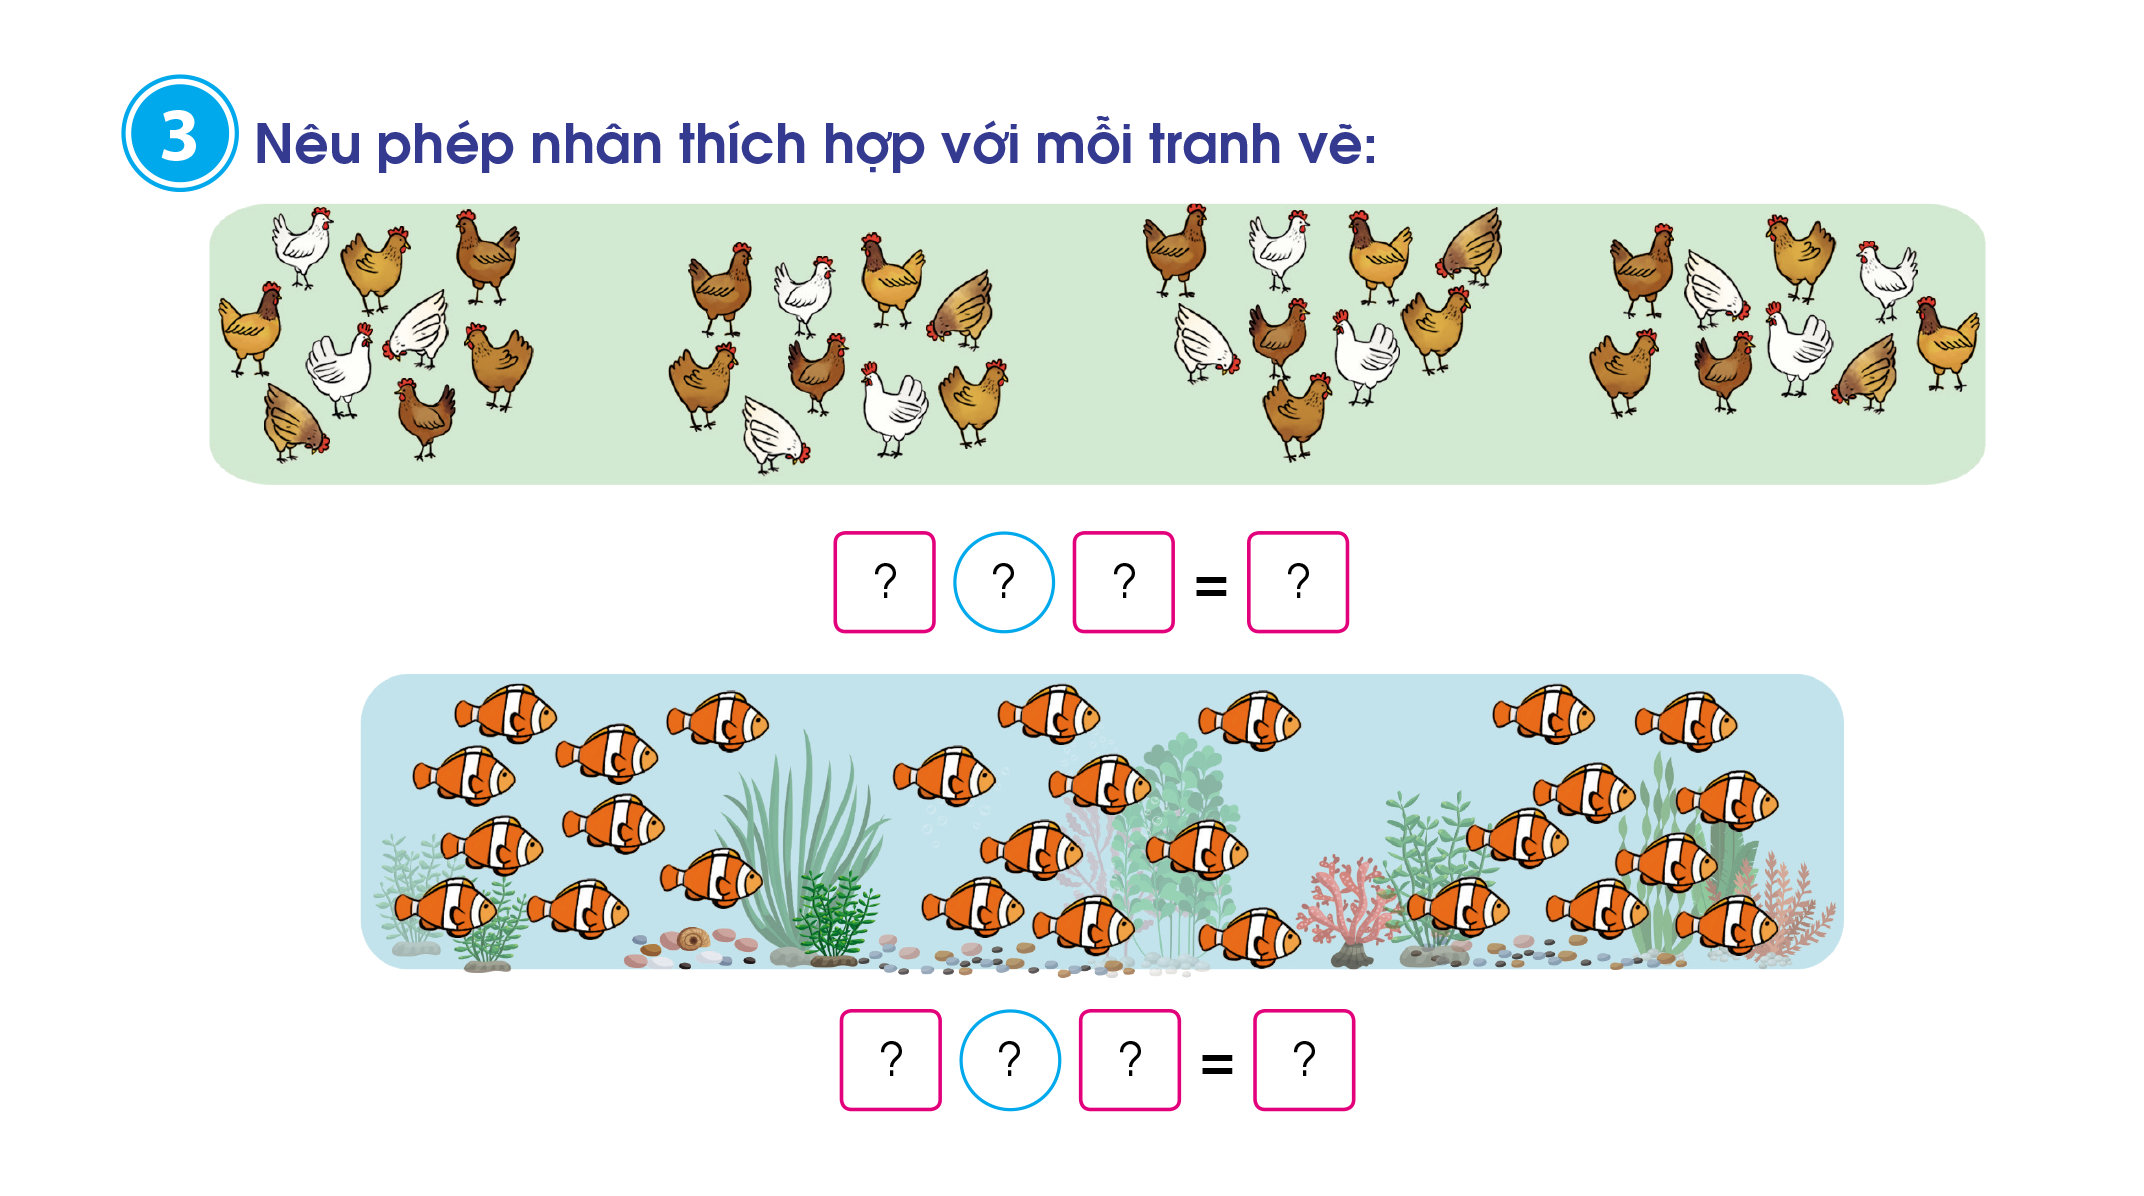 3 Nêu phép nhân thích hợp với mỗi tranh vẽ:
? ? ? = ?
? ? ? = ?